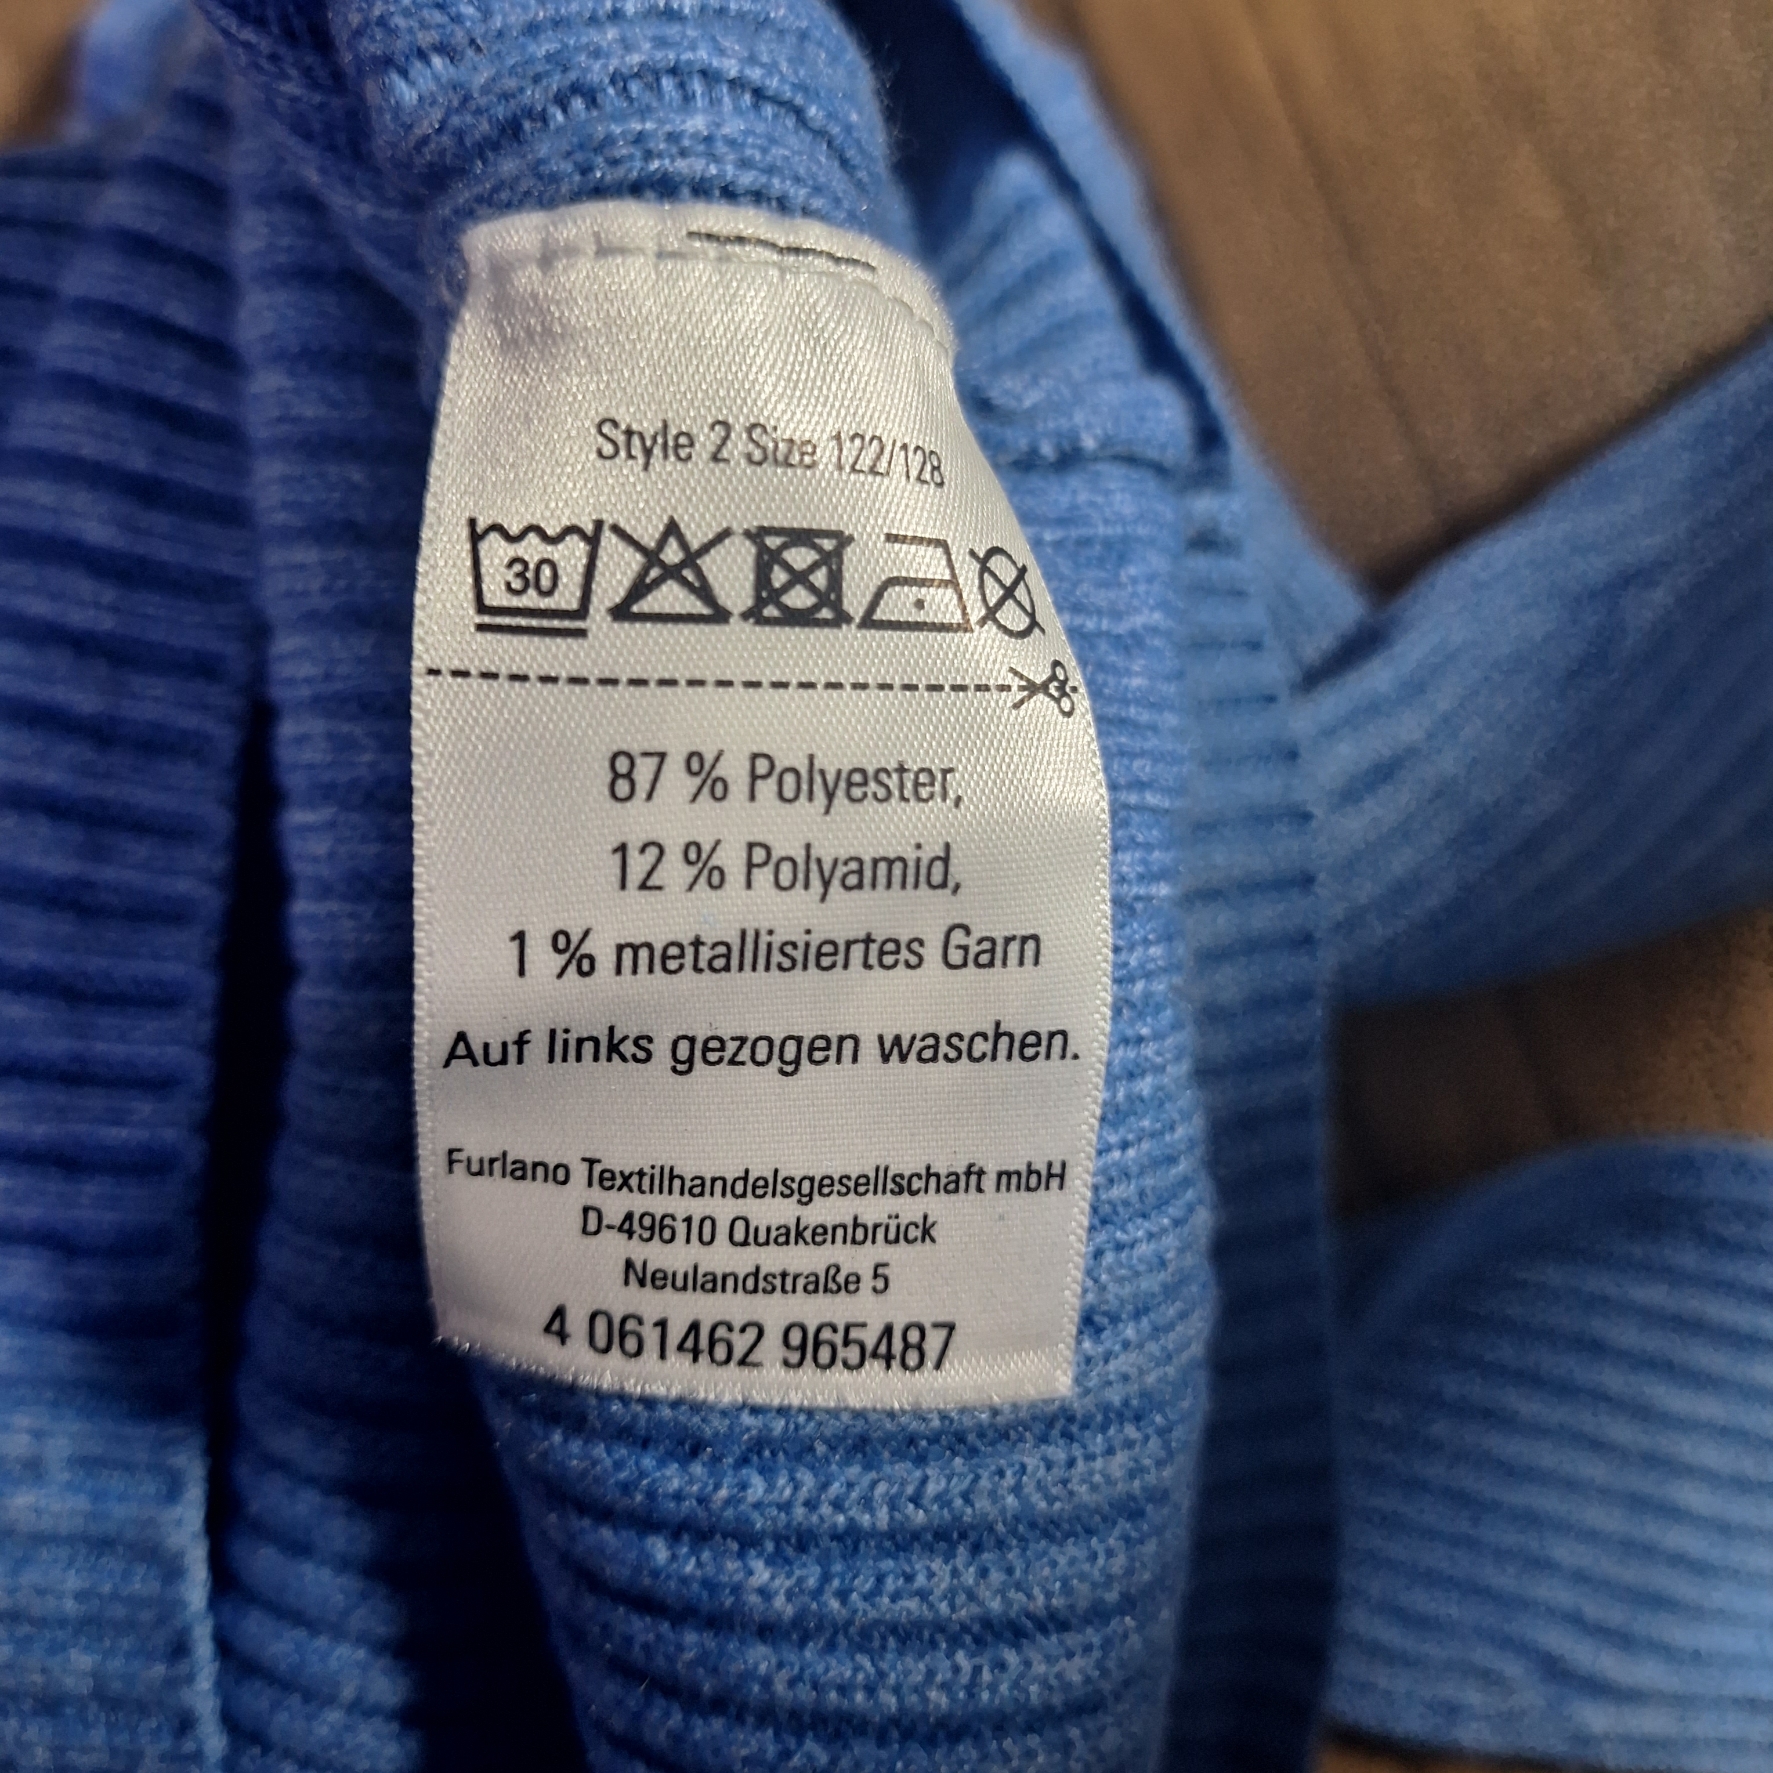 Style 2 Size 122/128
30
87 % Polyester,
12 % Polyamid,
1 % metallisiertes Garn
Auf links gezogen waschen.
Furlano Textilhandelsgesellschaft mbH
D-49610 Quakenbrück
Neulandstraße 5
4 061462 965487